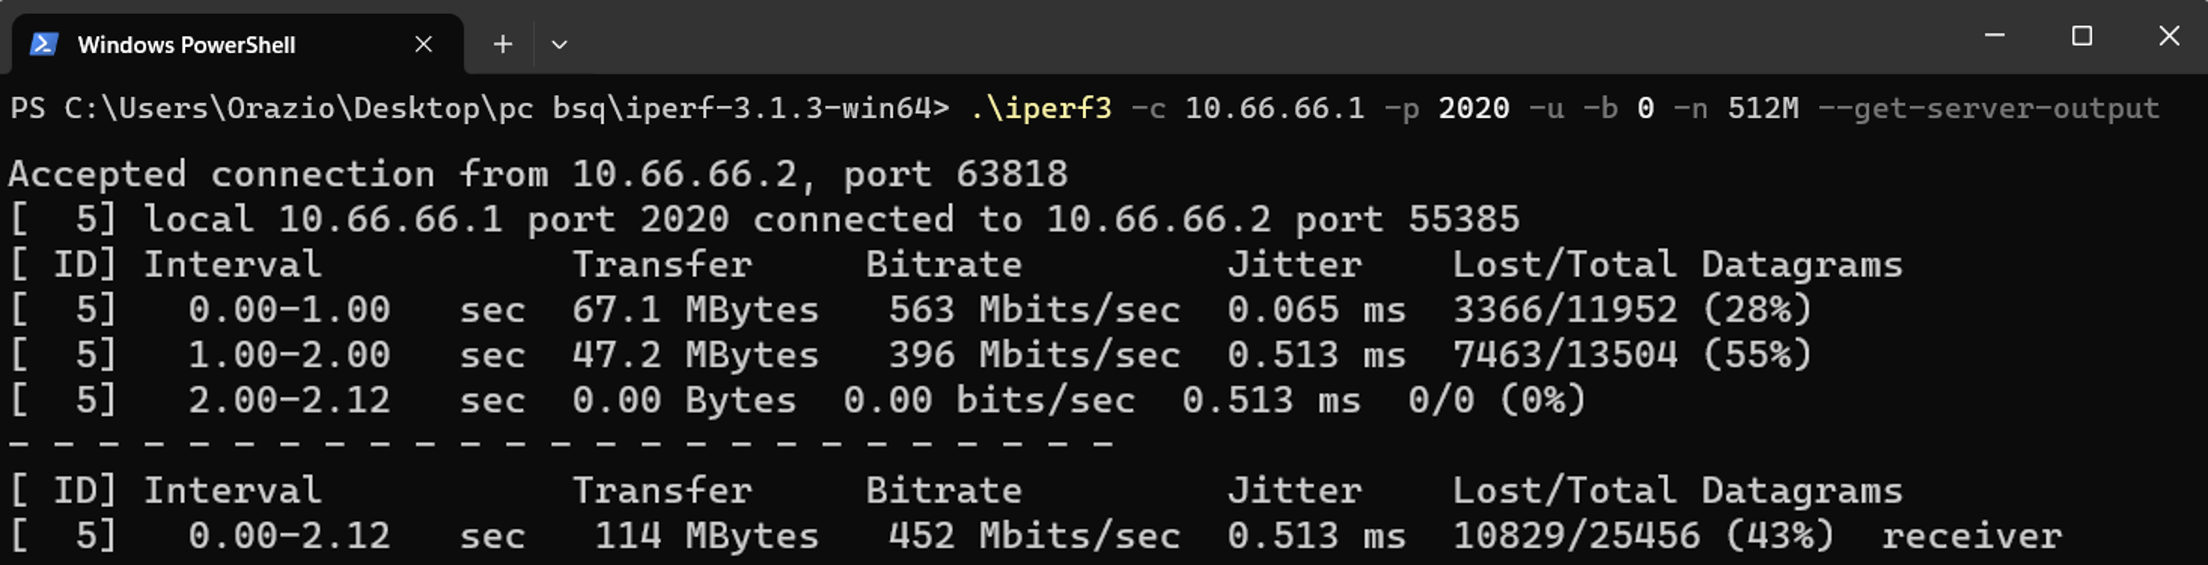 Windows PowerShell
PS C:\Users\Orazio\Desktop\pc bsq\iperf-3.1.3-win64> .\iperf3 -c 10.66.66.1 -p 2020 -u -b 0 -n 512M --get-server-output
Accepted connection from 10.66.66.2, port 63818
[  5] local 10.66.66.1 port 2020 connected to 10.66.66.2 port 55385
[ ID] Interval           Transfer     Bitrate         Jitter    Lost/Total Datagrams
[  5]   0.00-1.00   sec  67.1 MBytes   563 Mbits/sec  0.065 ms  3366/11952 (28%)
[  5]   1.00-2.00   sec  47.2 MBytes   396 Mbits/sec  0.513 ms  7463/13504 (55%)
[  5]   2.00-2.12   sec  0.00 Bytes  0.00 bits/sec  0.513 ms  0/0 (0%)
- - - - - - - - - - - - - - - - - - - - - - - - -
[ ID] Interval           Transfer     Bitrate         Jitter    Lost/Total Datagrams
[  5]   0.00-2.12   sec   114 MBytes   452 Mbits/sec  0.513 ms  10829/25456 (43%)  receiver